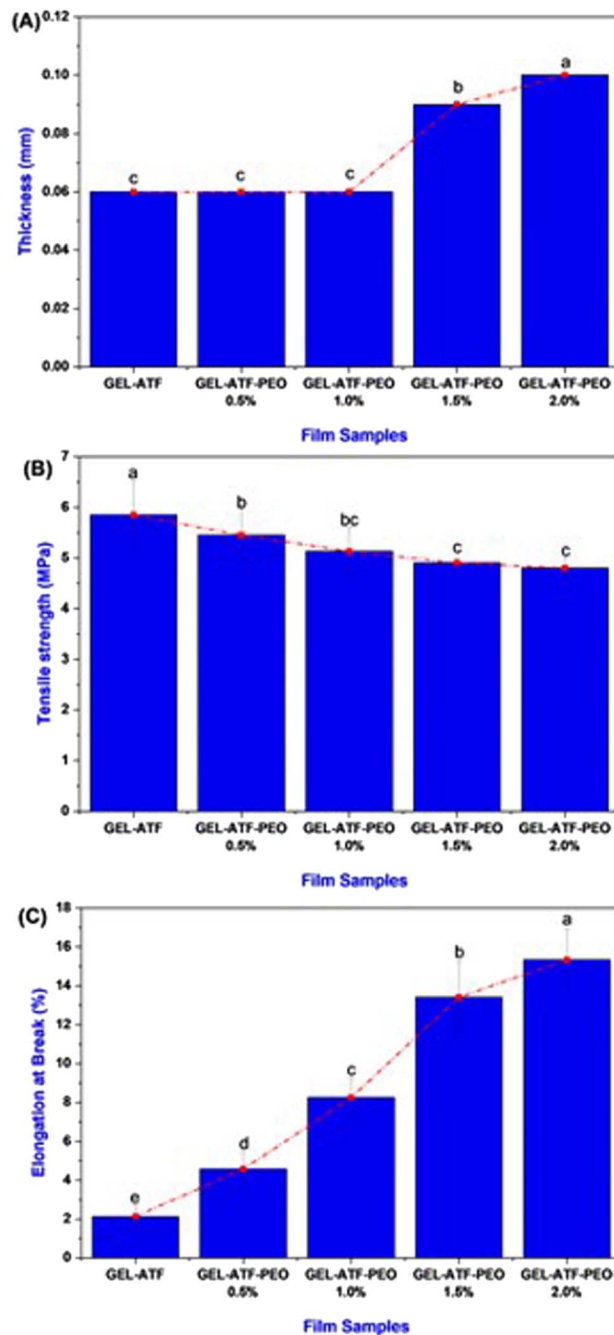 (A)
Thickness (mm)
0.12
0.10
0.08
0.06
0.04
0.02
0.00
c
c
c
b
a
GEL-ATF GEL-ATF-PEO GEL-ATF-PEO GEL-ATF-PEO GEL-ATF-PEO
0.5% 1.0% 1.5% 2.0%
Film Samples
(B)
Tensile strength (MPa)
7
6
5
4
3
2
1
0
a
b
bc
c
c
GEL-ATF GEL-ATF-PEO GEL-ATF-PEO GEL-ATF-PEO GEL-ATF-PEO
0.5% 1.0% 1.5% 2.0%
Film Samples
(C)
Elongation at Break (%)
18
16
14
12
10
8
6
4
2
0
e
d
c
b
a
GEL-ATF GEL-ATF-PEO GEL-ATF-PEO GEL-ATF-PEO GEL-ATF-PEO
0.5% 1.0% 1.5% 2.0%
Film Samples